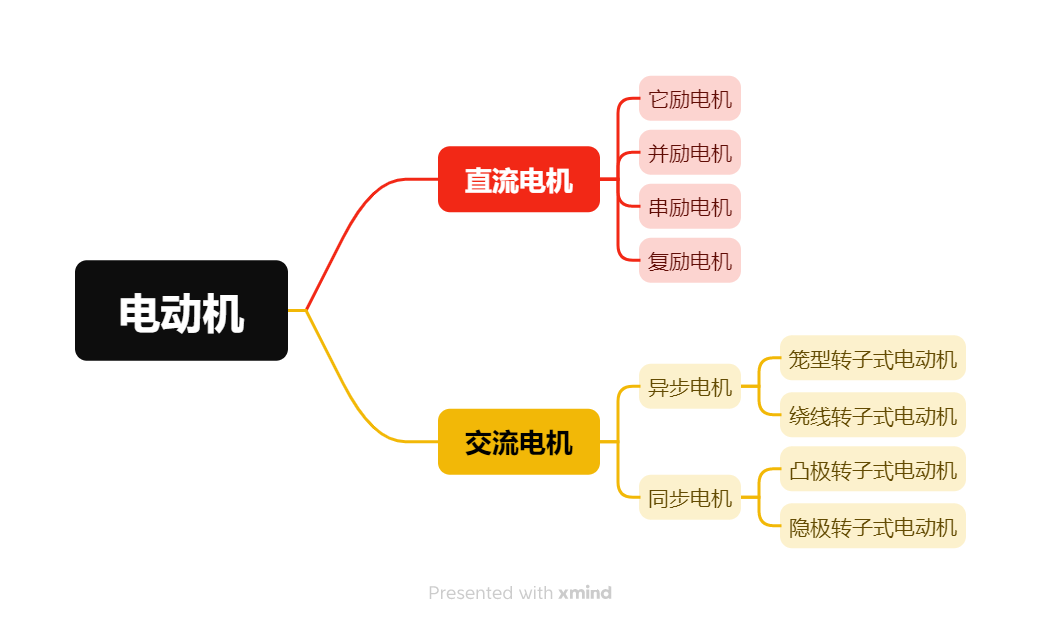 电动机
直流电机
它励电机
并励电机
串励电机
复励电机
交流电机
异步电机
笼型转子式电动机
绕线转子式电动机
同步电机
凸极转子式电动机
隐极转子式电动机
Presented with xmind